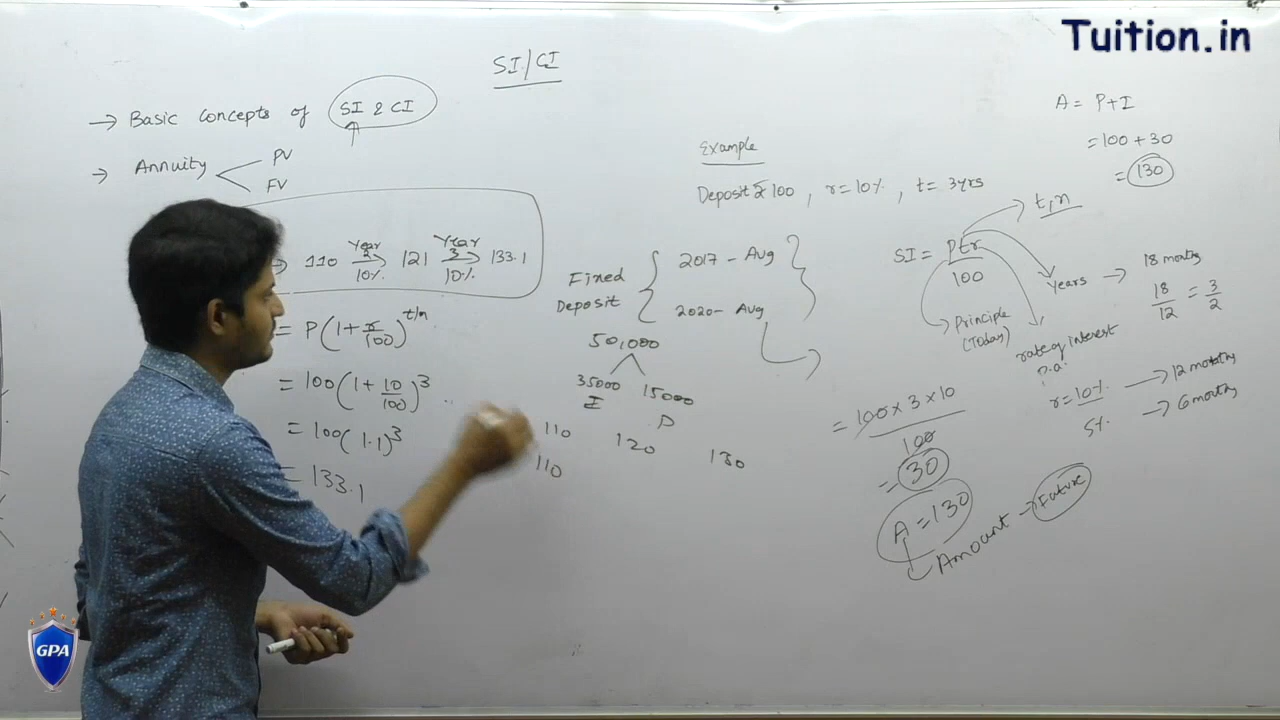 Tuition.in
SI/CI
→ Basic concepts of SI & CI
→ Annuity
PV
FV
Year 2 Year 3
→ 110 → 121 → 133.1
10% 10%
= P(1+r/100)^t/n
= 100(1+10/100)^3
= 100(1.1)^3
= 133.1
Example
Deposit ₹ 100, r=10%, t= 3yrs
Fixed
Deposit
2017 - Aug
2020 - Aug
50,000
35000 15000
I P
110 120 130
110
A = P+I
= 100 + 30
= 130
SI = Ptr/100
t,n
Years → 18 months
18/12 = 3/2
Principle
(Today)
rate of interest
p.a.
r=10% → 12 months
5% → 6 months
= 100 x 3 x 10
100
= 30
A = 130
Amount → Future
GPA